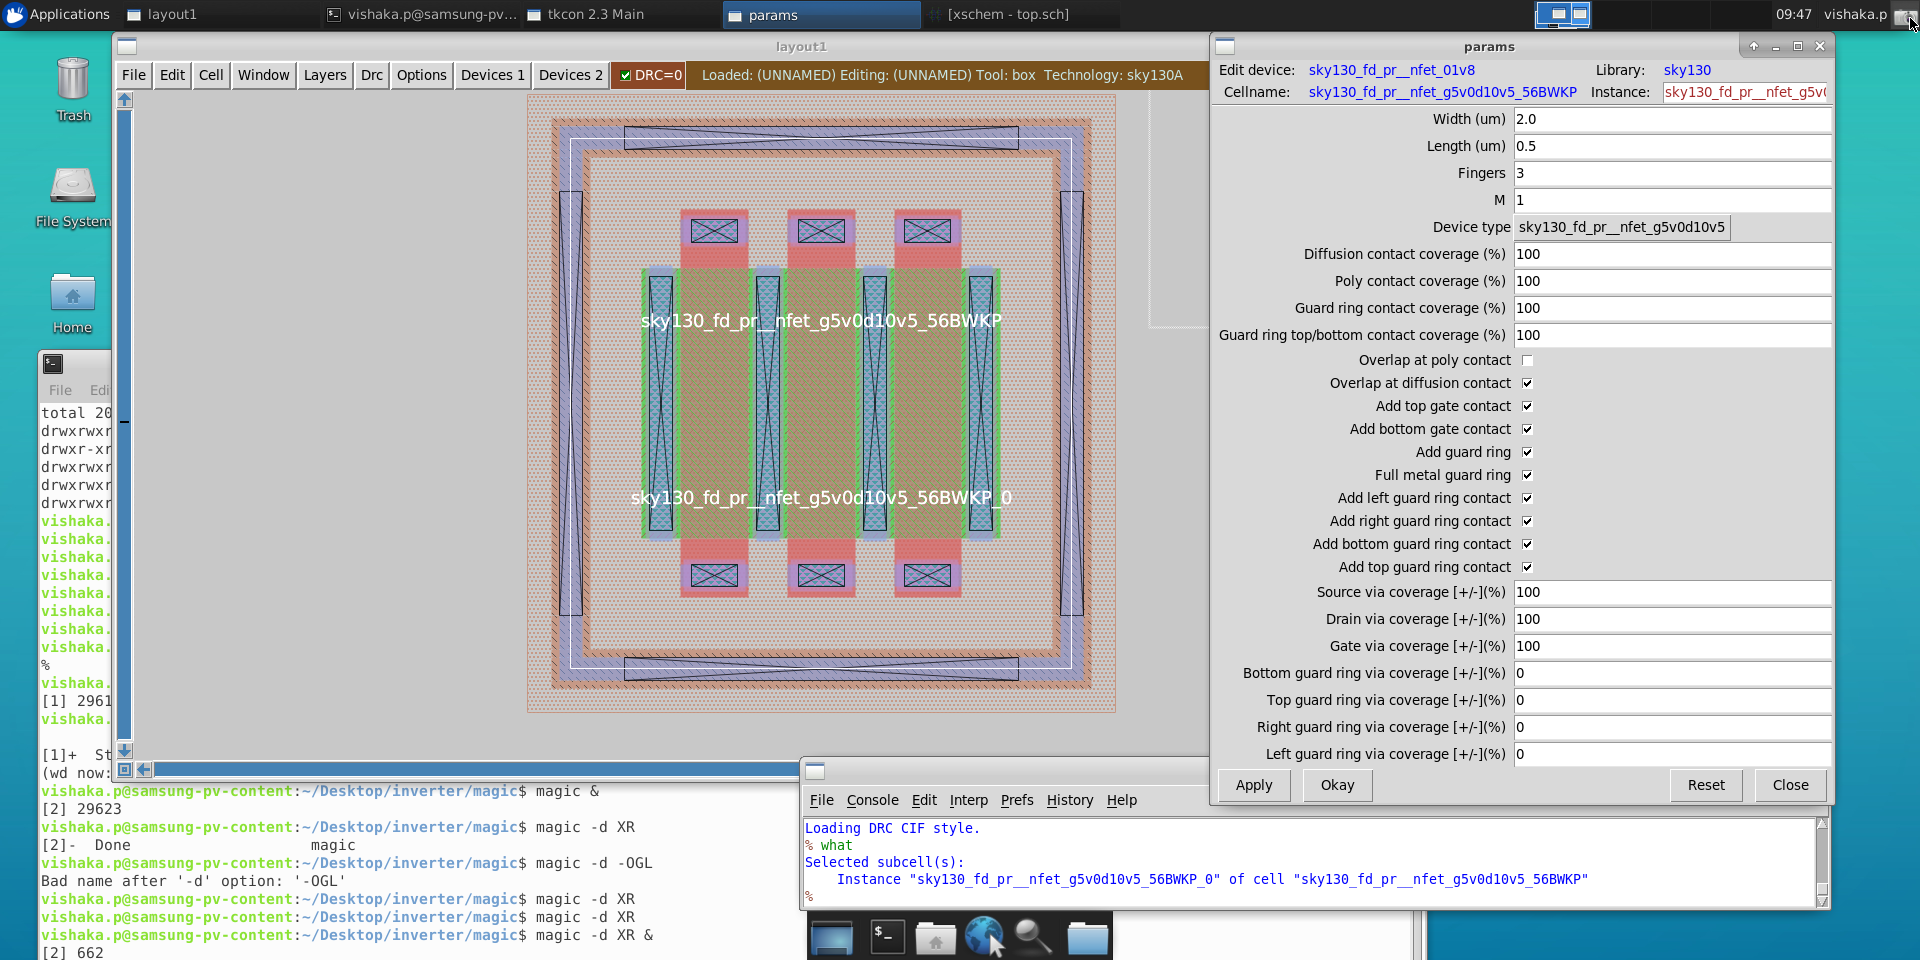 Applications layout1 vishaka.p@samsung-pv-... tkcon 2.3 Main params [xschem - top.sch] 09:47 vishaka.p
Trash
File System
Home
layout1
File Edit Cell Window Layers Drc Options Devices 1 Devices 2 DRC=0 Loaded: (UNNAMED) Editing: (UNNAMED) Tool: box Technology: sky130A
sky130_fd_pr__nfet_g5v0d10v5_56BWKP
sky130_fd_pr__nfet_g5v0d10v5_56BWKP_0
params
Edit device: sky130_fd_pr__nfet_01v8 Library: sky130
Cellname: sky130_fd_pr__nfet_g5v0d10v5_56BWKP Instance: sky130_fd_pr__nfet_g5v0
Width (um) 2.0
Length (um) 0.5
Fingers 3
M 1
Device type sky130_fd_pr__nfet_g5v0d10v5
Diffusion contact coverage (%) 100
Poly contact coverage (%) 100
Guard ring contact coverage (%) 100
Guard ring top/bottom contact coverage (%) 100
Overlap at poly contact
Overlap at diffusion contact
Add top gate contact
Add bottom gate contact
Add guard ring
Full metal guard ring
Add left guard ring contact
Add right guard ring contact
Add bottom guard ring contact
Add top guard ring contact
Source via coverage [+/-](%) 100
Drain via coverage [+/-](%) 100
Gate via coverage [+/-](%) 100
Bottom guard ring via coverage [+/-](%) 0
Top guard ring via coverage [+/-](%) 0
Right guard ring via coverage [+/-](%) 0
Left guard ring via coverage [+/-](%) 0
Apply Okay Reset Close
File Edi
total 20
drwxrwxr
drwxr-xr
drwxrwxr
drwxrwxr
drwxrwxr
vishaka.
vishaka.
vishaka.
vishaka.
vishaka.
vishaka.
vishaka.
vishaka.
%
vishaka.
[1] 2961
vishaka.
[1]+ St
(wd now:
vishaka.p@samsung-pv-content:~/Desktop/inverter/magic$ magic &
[2] 29623
vishaka.p@samsung-pv-content:~/Desktop/inverter/magic$ magic -d XR
[2]- Done magic
vishaka.p@samsung-pv-content:~/Desktop/inverter/magic$ magic -d -OGL
Bad name after '-d' option: '-OGL'
vishaka.p@samsung-pv-content:~/Desktop/inverter/magic$ magic -d XR
vishaka.p@samsung-pv-content:~/Desktop/inverter/magic$ magic -d XR
vishaka.p@samsung-pv-content:~/Desktop/inverter/magic$ magic -d XR &
[2] 662
File Console Edit Interp Prefs History Help
Loading DRC CIF style.
% what
Selected subcell(s):
Instance "sky130_fd_pr__nfet_g5v0d10v5_56BWKP_0" of cell "sky130_fd_pr__nfet_g5v0d10v5_56BWKP"
%